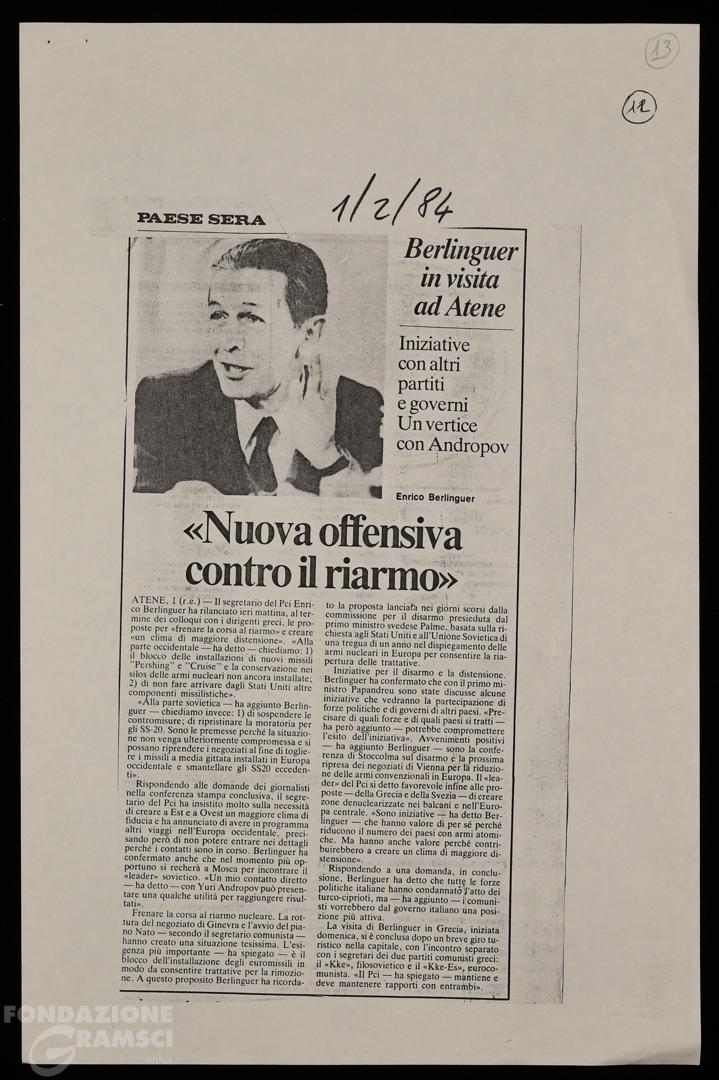 13
12
1/2/84
PAESE SERA
Berlinguer
in visita
ad Atene
Iniziative
con altri
partiti
e governi
Un vertice
con Andropov
Enrico Berlinguer
«Nuova offensiva
contro il riarmo»
ATENE, 1 (r.e.) — Il segretario del Pci Enri-
co Berlinguer ha rilanciato ieri mattina, al ter-
mine dei colloqui con i dirigenti greci, le pro-
poste per «frenare la corsa al riarmo» e creare
«un clima di maggiore distensione». «Alla
parte occidentale — ha detto — chiediamo: 1)
il blocco delle installazioni di nuovi missili
"Pershing" e "Cruise" e la conservazione nei
silos delle armi nucleari non ancora installate;
2) di non fare arrivare dagli Stati Uniti altre
componenti missilistiche».
«Alla parte sovietica — ha aggiunto Berlin-
guer — chiediamo invece: 1) di sospendere le
contromisure; di ripristinare la moratoria per
gli SS-20. Sono le premesse perché la situazio-
ne non venga ulteriormente compromessa e si
possano riprendere i negoziati al fine di toglie-
re i missili a media gittata installati in Europa
occidentale e smantellare gli SS20 ecceden-
ti».
Rispondendo alle domande dei giornalisti
nella conferenza stampa conclusiva, il segre-
tario del Pci ha insistito molto sulla necessità
di creare a Est e a Ovest un maggiore clima di
fiducia e ha annunciato di avere in programma
altri viaggi nell'Europa occidentale, preci-
sando però di non potere entrare nei dettagli
perché i contatti sono in corso. Berlinguer ha
confermato anche che nel momento più op-
portuno si recherà a Mosca per incontrare il
«leader» sovietico. «Un mio contatto diretto
— ha detto — con Yuri Andropov può presen-
tare una qualche utilità per raggiungere risul-
tati».
Frenare la corsa al riarmo nucleare. La rot-
tura del negoziato di Ginevra e l'avvio del pia-
no Nato — secondo il segretario comunista —
hanno creato una situazione tesissima. L'esi-
genza più importante — ha spiegato — è il
blocco dell'installazione degli euromissili in
modo da consentire trattative per la rimozio-
ne. A questo proposito Berlinguer ha ricorda-
to la proposta lanciata nei giorni scorsi dalla
commissione per il disarmo presieduta dal
primo ministro svedese Palme, basata sulla ri-
chiesta agli Stati Uniti e all'Unione Sovietica di
una tregua di un anno nel dispiegamento delle
armi nucleari in Europa per consentire la ria-
pertura delle trattative.
Iniziative per il disarmo e la distensione.
Berlinguer ha confermato che con il primo mi-
nistro Papandreu sono state discusse alcune
iniziative che vedranno la partecipazione di
forze politiche e di governi di altri paesi. «Pre-
cisare di quali forze e di quali paesi si tratti —
ha però aggiunto — potrebbe compromettere
l'esito dell'iniziativa». Avvenimenti positivi
— ha aggiunto Berlinguer — sono la confe-
renza di Stoccolma sul disarmo e la prossima
ripresa dei negoziati di Vienna per la riduzio-
ne delle armi convenzionali in Europa. Il «lea-
der» del Pci si detto favorevole infine alle pro-
poste — della Grecia e della Svezia — di creare
zone denuclearizzate nei balcani e nell'Euro-
pa centrale. «Sono iniziative — ha detto Ber-
linguer — che hanno valore di per sé perché
riducono il numero dei paesi con armi atomi-
che. Ma hanno anche valore perché contri-
buirebbero a creare un clima di maggiore di-
stensione».
Rispondendo a una domanda, in conclu-
sione, Berlinguer ha detto che tutte le forze
politiche italiane hanno condannato l'atto dei
turco-ciprioti, ma — ha aggiunto — i comuni-
sti vorrebbero dal governo italiano una posi-
zione più attiva.
La visita di Berlinguer in Grecia, iniziata
domenica, si è conclusa dopo un breve giro tu-
ristico nella capitale, con l'incontro separato
con i segretari dei due partiti comunisti greci:
il «Kke», filosovietico e il «Kke-Es», euroco-
munista. «Il Pci — ha spiegato — mantiene e
deve mantenere rapporti con entrambi».
FONDAZIONE
GRAMSCI
onlus